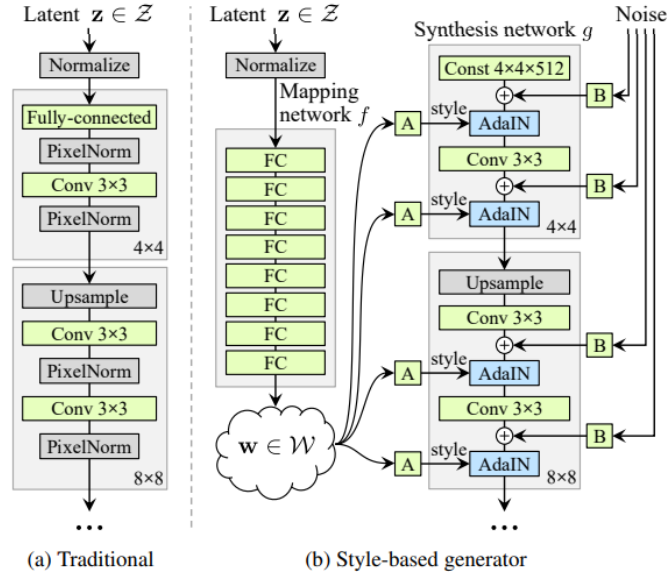 Latent z ∈ Z
Normalize
Fully-connected
PixelNorm
Conv 3×3
PixelNorm
4×4
Upsample
Conv 3×3
PixelNorm
Conv 3×3
PixelNorm
8×8
...
(a) Traditional
Latent z ∈ Z
Normalize
Mapping
network f
FC
FC
FC
FC
FC
FC
FC
FC
w ∈ W
A
style
A
style
A
style
A
style
Synthesis network g
Const 4×4×512
AdaIN
Conv 3×3
AdaIN
4×4
Upsample
Conv 3×3
AdaIN
Conv 3×3
AdaIN
8×8
...
Noise
B
B
B
B
(b) Style-based generator